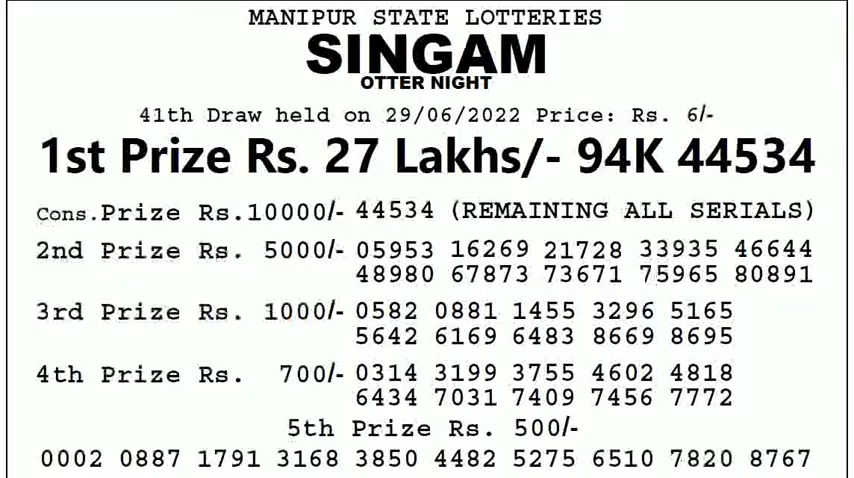 MANIPUR STATE LOTTERIES
SINGAM
OTTER NIGHT
41th Draw held on 29/06/2022 Price: Rs. 6/-
1st Prize Rs. 27 Lakhs/- 94K 44534
Cons.Prize Rs.10000/- 44534 (REMAINING ALL SERIALS)
2nd Prize Rs. 5000/- 05953 16269 21728 33935 46644
48980 67873 73671 75965 80891
3rd Prize Rs. 1000/- 0582 0881 1455 3296 5165
5642 6169 6483 8669 8695
4th Prize Rs. 700/- 0314 3199 3755 4602 4818
6434 7031 7409 7456 7772
5th Prize Rs. 500/-
0002 0887 1791 3168 3850 4482 5275 6510 7820 8767